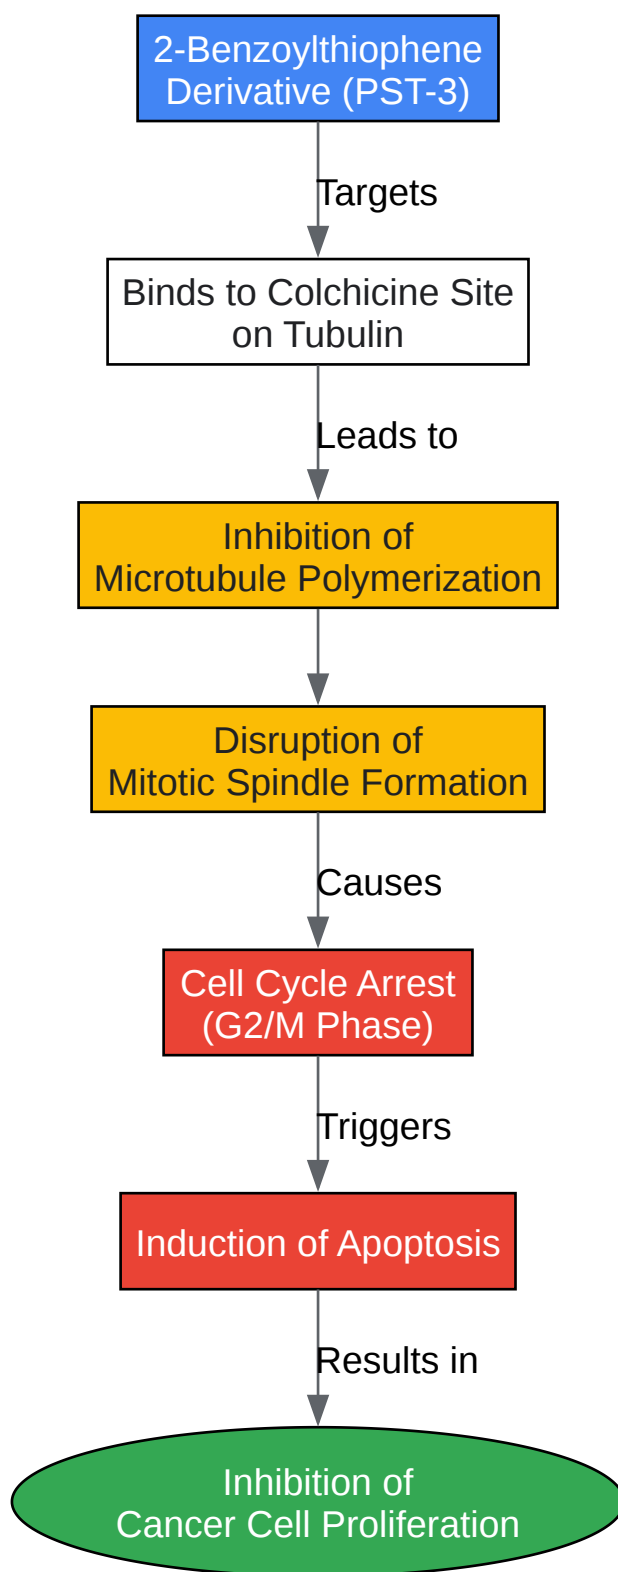 2-Benzoylthiophene
Derivative (PST-3)
Targets
Binds to Colchicine Site
on Tubulin
Leads to
Inhibition of
Microtubule Polymerization
Disruption of
Mitotic Spindle Formation
Causes
Cell Cycle Arrest
(G2/M Phase)
Triggers
Induction of Apoptosis
Results in
Inhibition of
Cancer Cell Proliferation